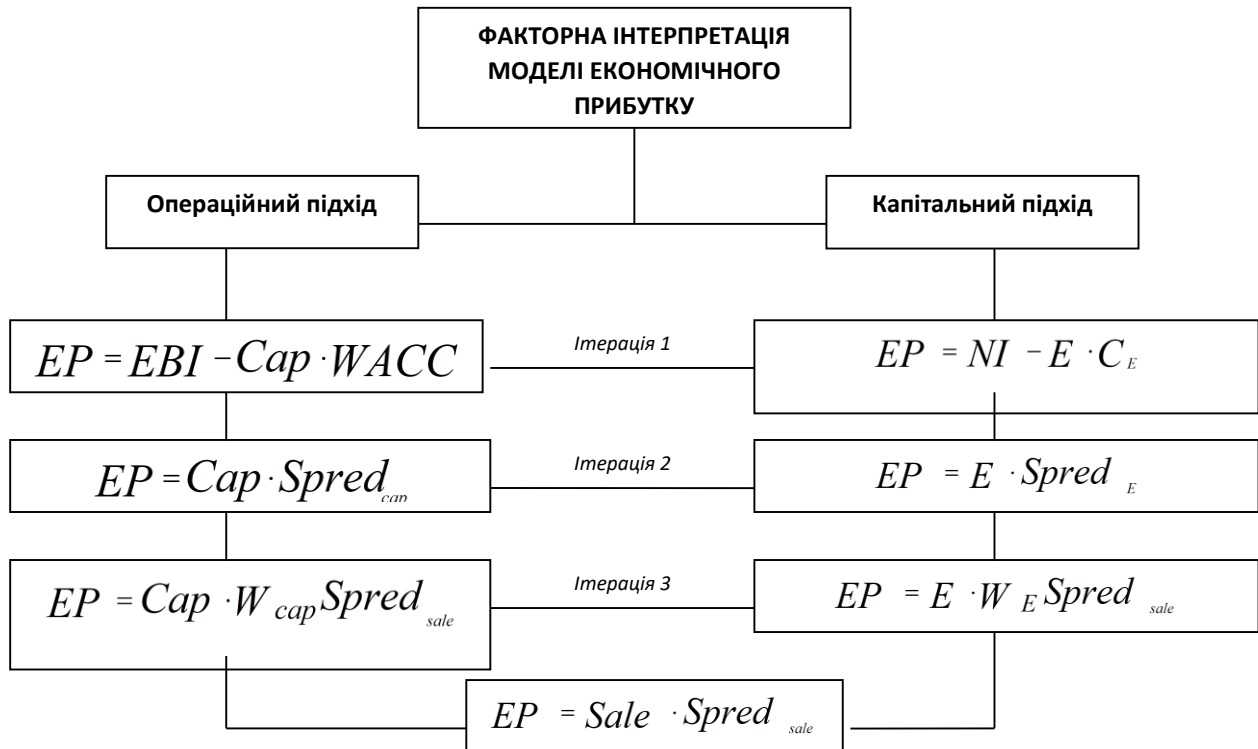 ФАКТОРНА ІНТЕРПРЕТАЦІЯ
МОДЕЛІ ЕКОНОМІЧНОГО
ПРИБУТКУ
Операційний підхід
Капітальний підхід
EP = EBI − Cap · WACC
Ітерація 1
EP = NI − E · C_E
EP = Cap · Spred_cap
Ітерація 2
EP = E · Spred_E
EP = Cap · W_cap Spred_sale
Ітерація 3
EP = E · W_E Spred_sale
EP = Sale · Spred_sale